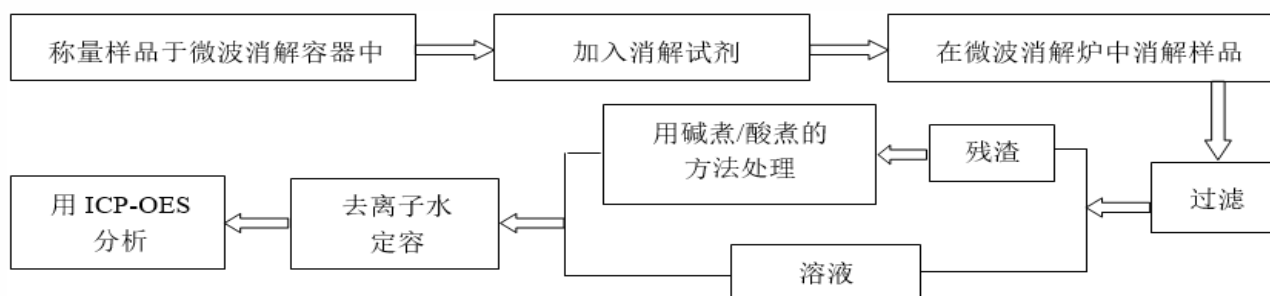 称量样品于微波消解容器中
加入消解试剂
在微波消解炉中消解样品
过滤
残渣
用碱煮/酸煮的
方法处理
溶液
去离子水
定容
用 ICP-OES
分析